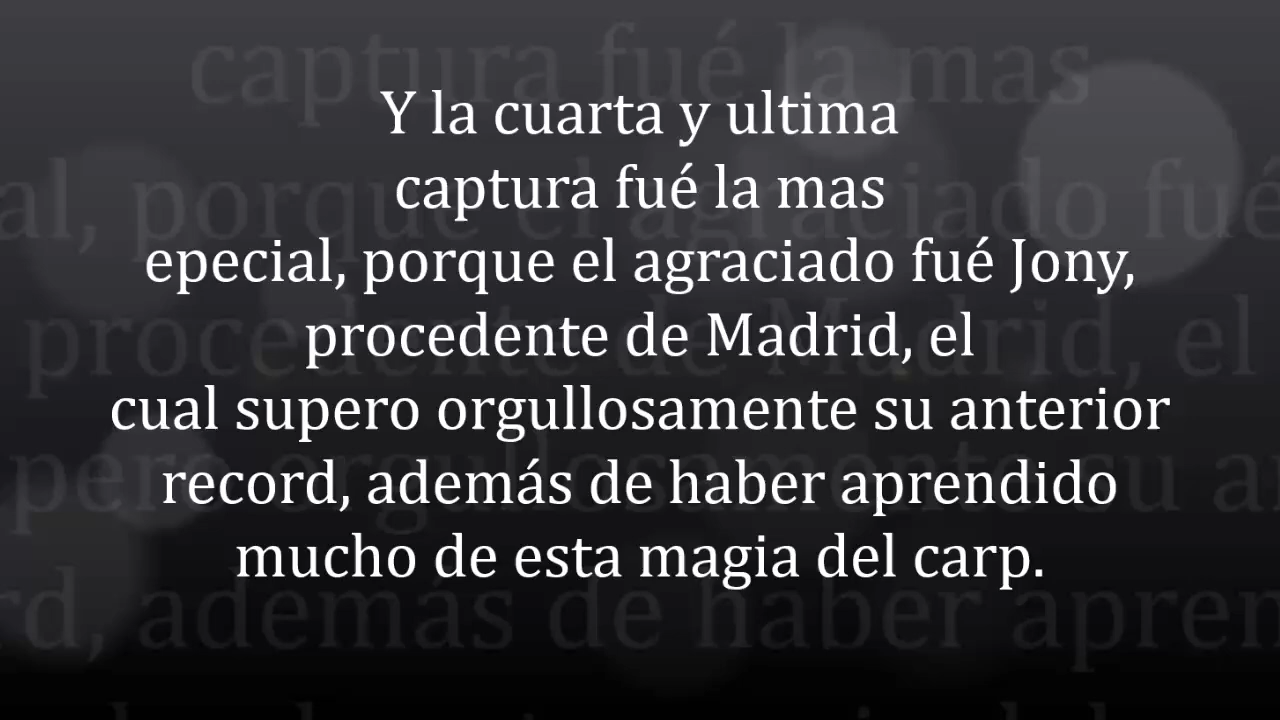 Y la cuarta y ultima
captura fué la mas
epecial, porque el agraciado fué Jony,
procedente de Madrid, el
cual supero orgullosamente su anterior
record, además de haber aprendido
mucho de esta magia del carp.